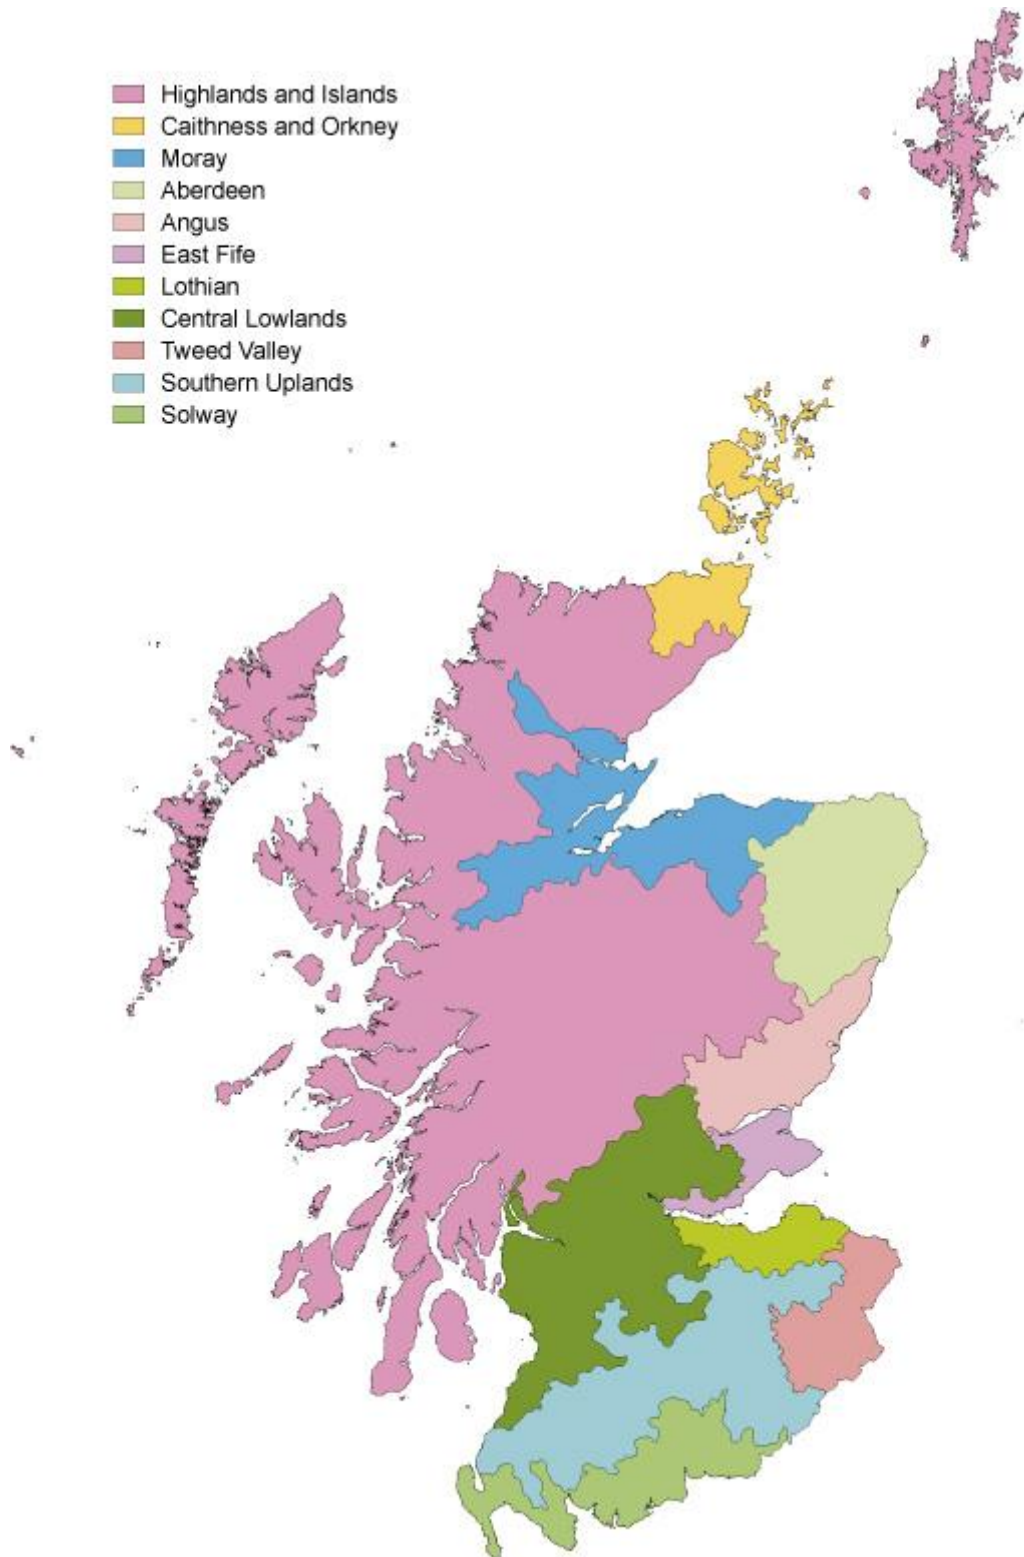 Highlands and Islands
Caithness and Orkney
Moray
Aberdeen
Angus
East Fife
Lothian
Central Lowlands
Tweed Valley
Southern Uplands
Solway